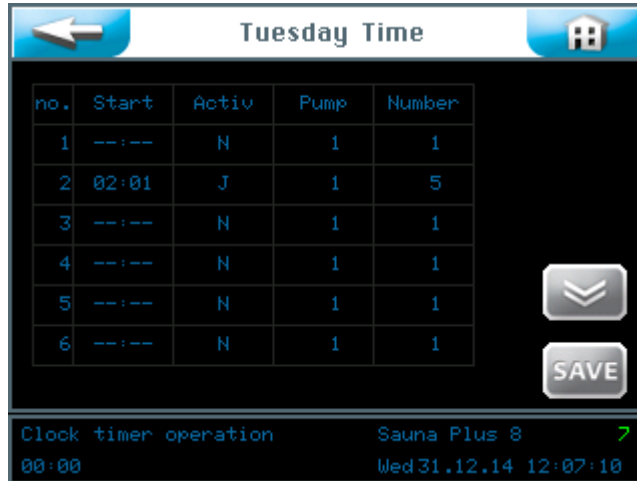 Tuesday Time
no. Start Activ Pump Number
1 --:-- N 1 1
2 02:01 J 1 5
3 --:-- N 1 1
4 --:-- N 1 1
5 --:-- N 1 1
6 --:-- N 1 1
SAVE
Clock timer operation Sauna Plus 8 7
00:00 Wed 31.12.14 12:07:10